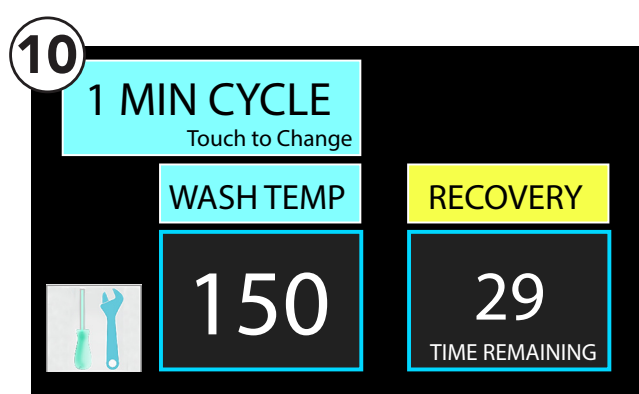 10
1 MIN CYCLE
Touch to Change
WASH TEMP
RECOVERY
150
29
TIME REMAINING